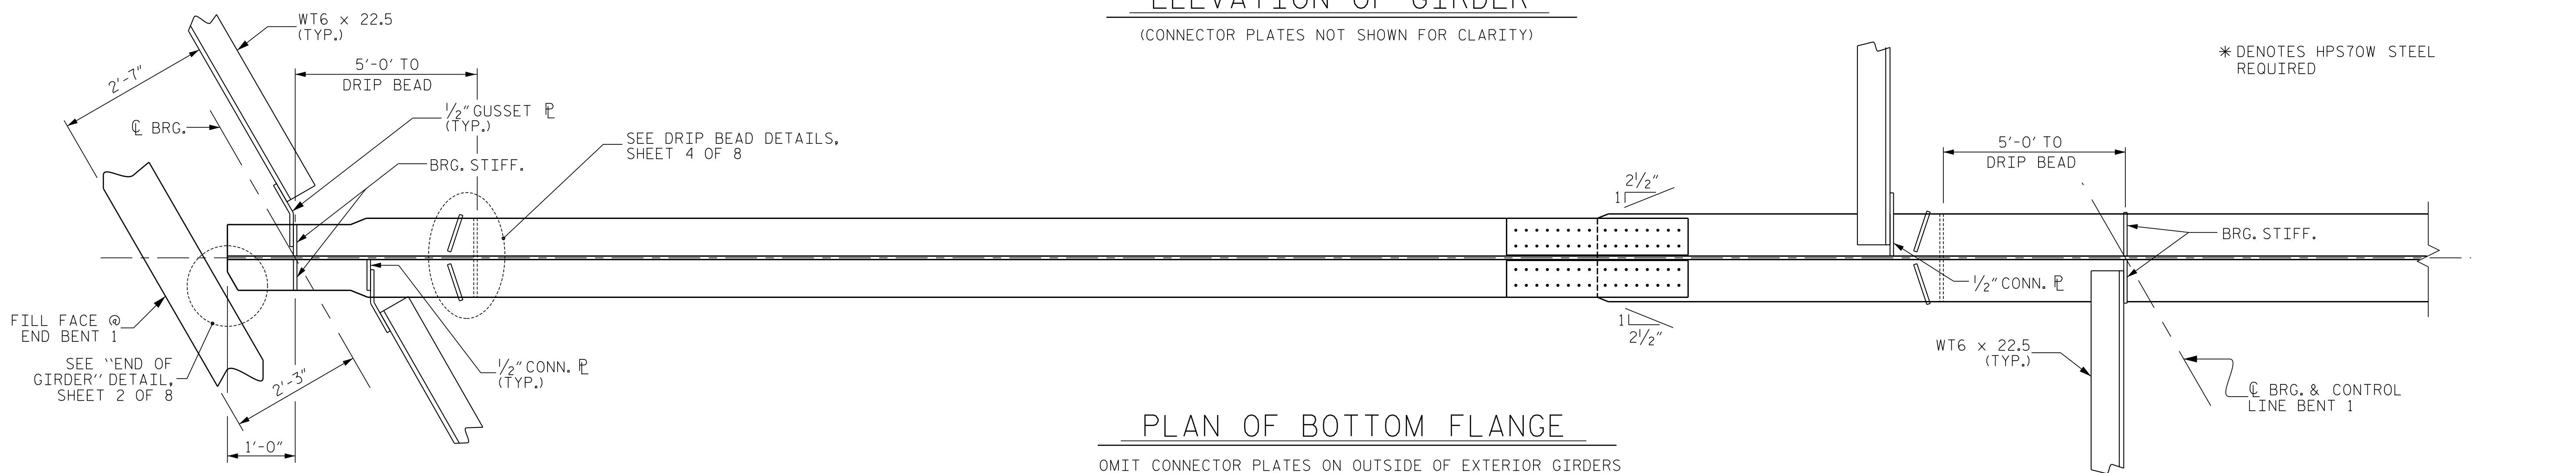 ELEVATION OF GIRDER
(CONNECTOR PLATES NOT SHOWN FOR CLARITY)
* DENOTES HPS70W STEEL
REQUIRED
WT6 x 22.5
(TYP.)
2'-7"
5'-0' TO
DRIP BEAD
℄ BRG.
1/2" GUSSET ⅊
(TYP.)
BRG. STIFF.
SEE DRIP BEAD DETAILS,
SHEET 4 OF 8
2 1/2"
1
5'-0' TO
DRIP BEAD
BRG. STIFF.
1/2" CONN. ⅊
FILL FACE @
END BENT 1
SEE "END OF
GIRDER" DETAIL,
SHEET 2 OF 8
2'-3"
1'-0"
1/2" CONN. ⅊
(TYP.)
1
2 1/2"
WT6 x 22.5
(TYP.)
℄ BRG. & CONTROL
LINE BENT 1
PLAN OF BOTTOM FLANGE
OMIT CONNECTOR PLATES ON OUTSIDE OF EXTERIOR GIRDERS